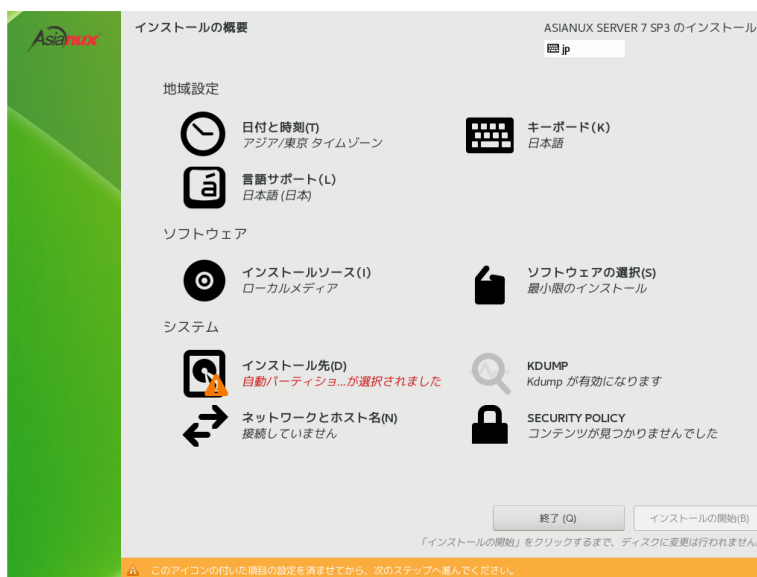 Asianux
インストールの概要
ASIANUX SERVER 7 SP3 のインストール
jp
地域設定
日付と時刻(T)
アジア/東京 タイムゾーン
キーボード(K)
日本語
言語サポート(L)
日本語 (日本)
ソフトウェア
インストールソース(I)
ローカルメディア
ソフトウェアの選択(S)
最小限のインストール
システム
インストール先(D)
自動パーティショ...が選択されました
KDUMP
Kdump が有効になります
ネットワークとホスト名(N)
接続していません
SECURITY POLICY
コンテンツが見つかりませんでした
終了 (Q)
インストールの開始(B)
「インストールの開始」をクリックするまで、ディスクに変更は行われません。
このアイコンの付いた項目の設定を済ませてから、次のステップへ進んでください。